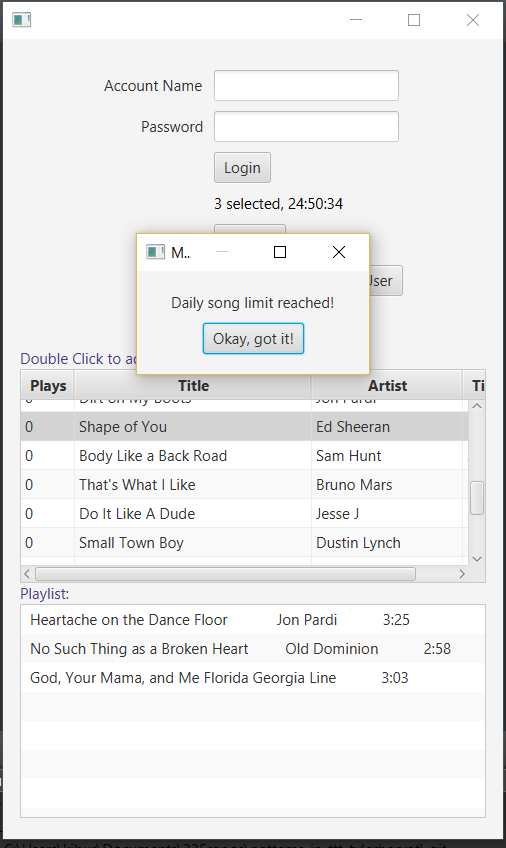 Account Name
Password
Login
3 selected, 24:50:34
M..
User
Daily song limit reached!
Okay, got it!
Double Click to
Plays Title Artist
Dirt on My Boots Jon Pardi
0 Shape of You Ed Sheeran
0 Body Like a Back Road Sam Hunt
0 That's What I Like Bruno Mars
0 Do It Like A Dude Jesse J
0 Small Town Boy Dustin Lynch
Playlist:
Heartache on the Dance Floor Jon Pardi 3:25
No Such Thing as a Broken Heart Old Dominion 2:58
God, Your Mama, and Me Florida Georgia Line 3:03